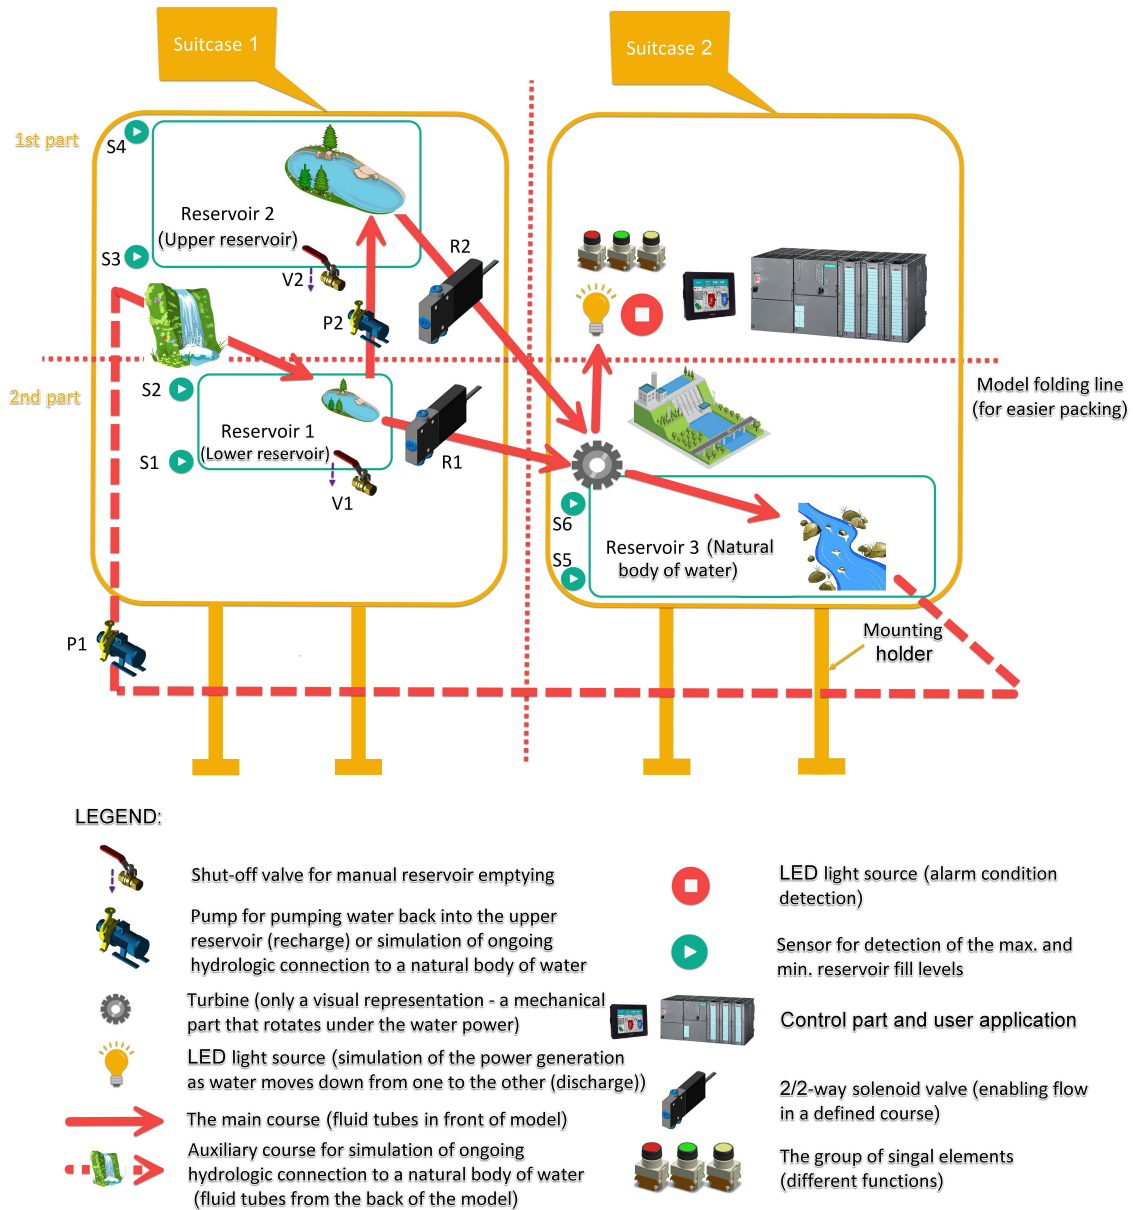 Suitcase 1
Suitcase 2
1st part
S4
Reservoir 2
(Upper reservoir)
S3
V2
R2
P2
2nd part
S2
Reservoir 1
(Lower reservoir)
S1
V1
R1
Model folding line
(for easier packing)
S6
S5
Reservoir 3 (Natural
body of water)
P1
Mounting
holder
LEGEND:
Shut-off valve for manual reservoir emptying
Pump for pumping water back into the upper
reservoir (recharge) or simulation of ongoing
hydrologic connection to a natural body of water
Turbine (only a visual representation - a mechanical
part that rotates under the water power)
LED light source (simulation of the power generation
as water moves down from one to the other (discharge))
The main course (fluid tubes in front of model)
Auxiliary course for simulation of ongoing
hydrologic connection to a natural body of water
(fluid tubes from the back of the model)
LED light source (alarm condition
detection)
Sensor for detection of the max. and
min. reservoir fill levels
Control part and user application
2/2-way solenoid valve (enabling flow
in a defined course)
The group of singal elements
(different functions)